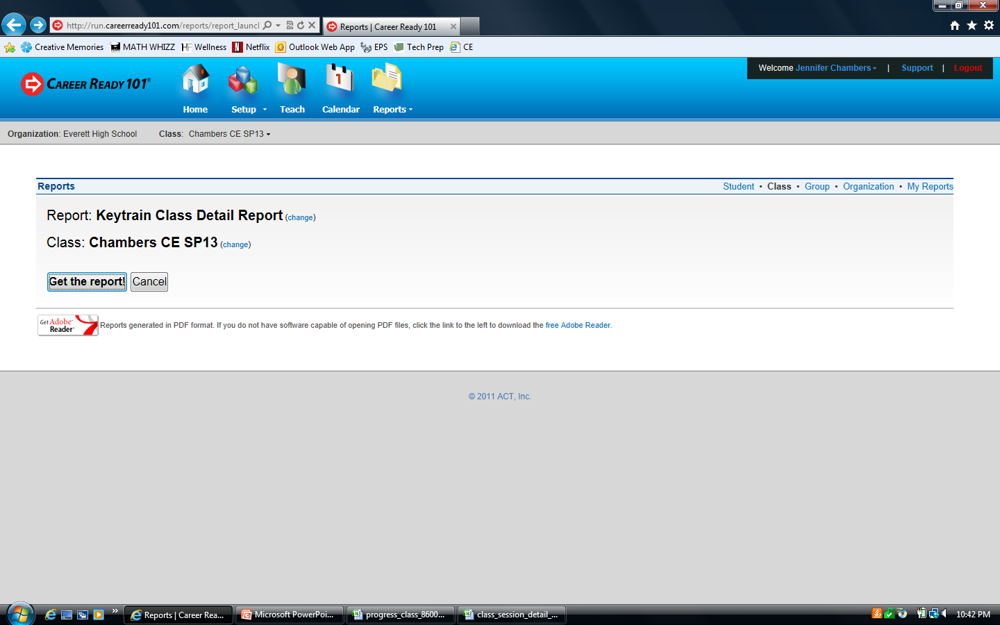 http://run.careerready101.com/reports/report_launch
Reports | Career Ready 101
Creative Memories
MATH WHIZZ
Wellness
Netflix
Outlook Web App
EPS
Tech Prep
CE
CAREER READY 101®
Home
Setup
Teach
Calendar
Reports
Welcome Jennifer Chambers | Support | Logout
Organization: Everett High School Class: Chambers CE SP13
Reports
Student • Class • Group • Organization • My Reports
Report: Keytrain Class Detail Report (change)
Class: Chambers CE SP13 (change)
Get the report! Cancel
Get Adobe® Reader®
Reports generated in PDF format. If you do not have software capable of opening PDF files, click the link to the left to download the free Adobe Reader.
© 2011 ACT, Inc.
Reports | Career Rea...
Microsoft PowerPoi...
progress_class_8600...
class_session_detail_...
10:42 PM